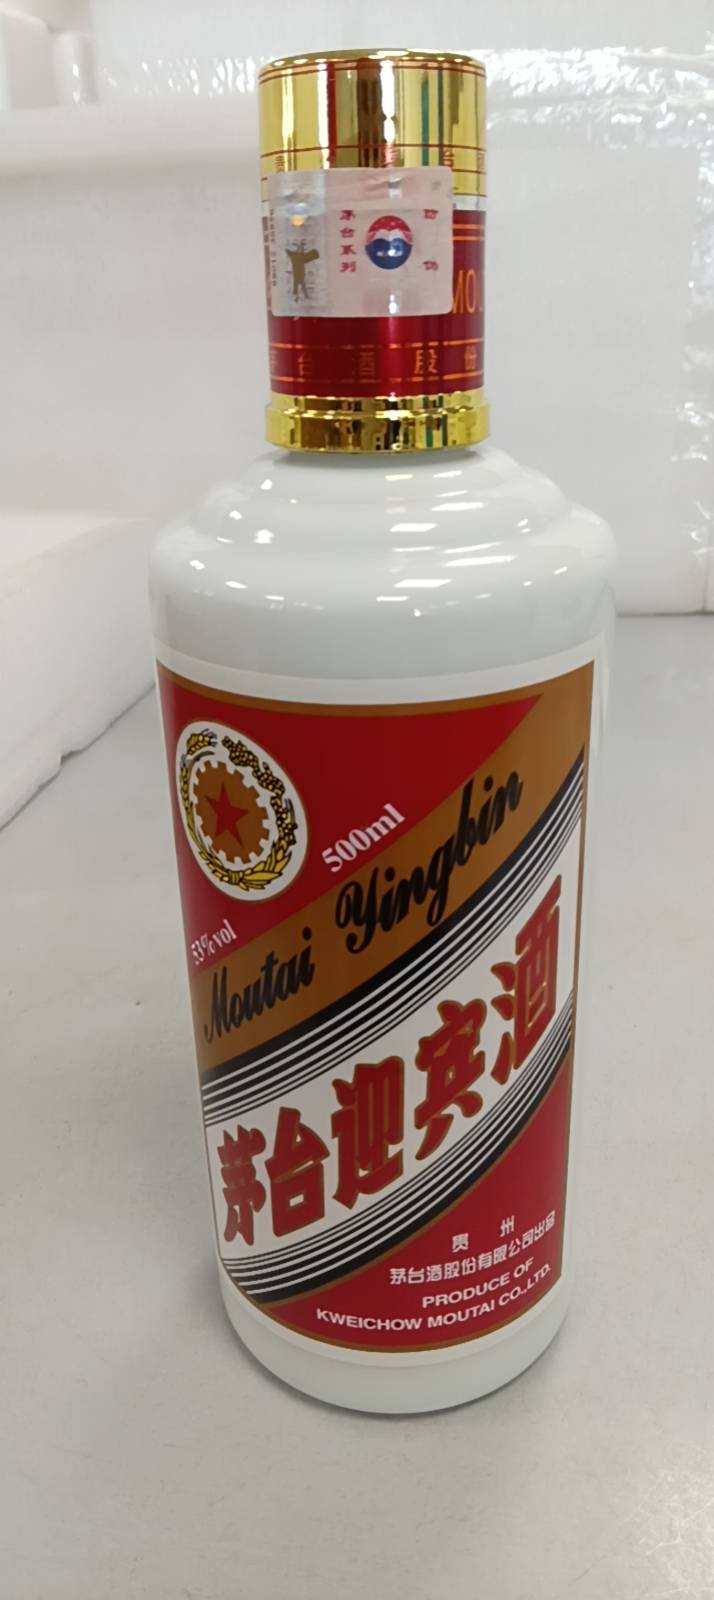 茅台系列
防伪
MO
台酒股份
500ml
53%vol
Moutai Yingbin
茅台迎宾酒
贵州
茅台酒股份有限公司出品
PRODUCE OF
KWEICHOW MOUTAI CO.,LTD.